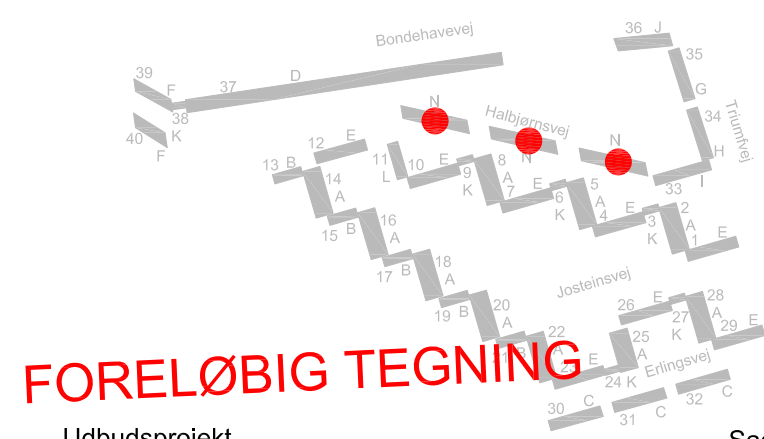 36 J
Bondehavevej
35
39
D
F
37
G
N
38
34
Halbjørnsvej
Triumfvej
40
K
12 E
N
F
H
11
8
N
13 B
10
E
I
L
9
A
33
14
7
E
5
K
A
6
A
2
K
4
E
16
3
15
B
K
A
1
E
A
18
17
B
Josteinsvej
A
28
26
E
20
A
19
B
27
29
E
A
22
25
K
A
A
Erlingsvej
21 B
23 E
24 K
FORELØBIG TEGNING
32
C
30
C
31
C
Udbudsprojekt